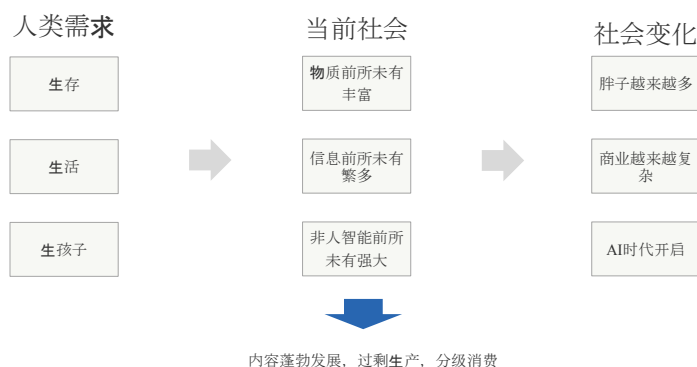 人类需求
生存
生活
生孩子
当前社会
物质前所未有
丰富
信息前所未有
繁多
非人智能前所
未有强大
社会变化
胖子越来越多
商业越来越复
杂
AI时代开启
内容蓬勃发展，过剩生产，分级消费